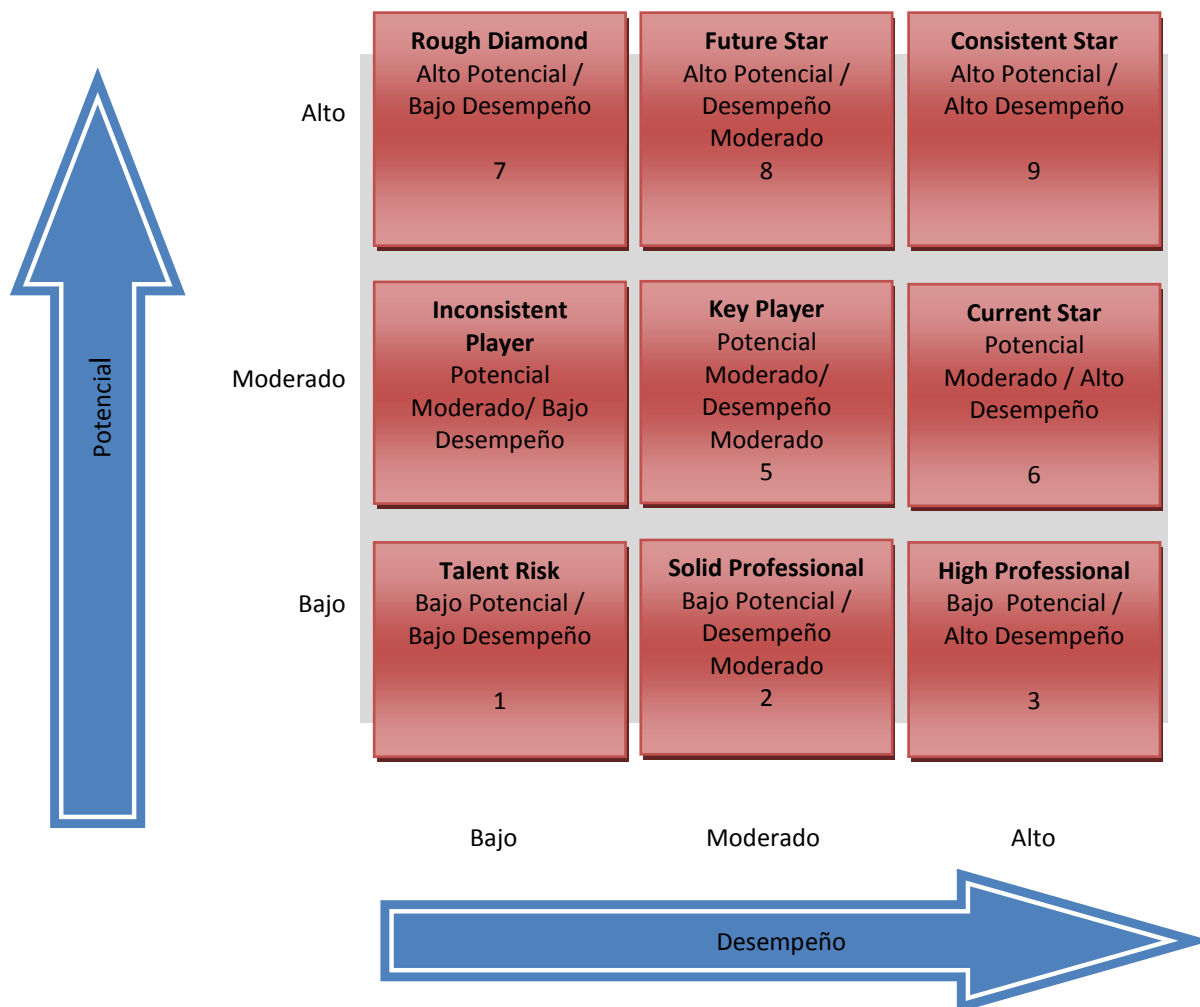 Rough Diamond
Alto Potencial /
Bajo Desempeño
7
Future Star
Alto Potencial /
Desempeño
Moderado
8
Consistent Star
Alto Potencial /
Alto Desempeño
9
Alto
Inconsistent
Player
Potencial
Moderado/ Bajo
Desempeño
Key Player
Potencial
Moderado/
Desempeño
Moderado
5
Current Star
Potencial
Moderado / Alto
Desempeño
6
Moderado
Potencial
Talent Risk
Bajo Potencial /
Bajo Desempeño
1
Solid Professional
Bajo Potencial /
Desempeño
Moderado
2
High Professional
Bajo  Potencial /
Alto Desempeño
3
Bajo
Bajo
Moderado
Alto
Desempeño